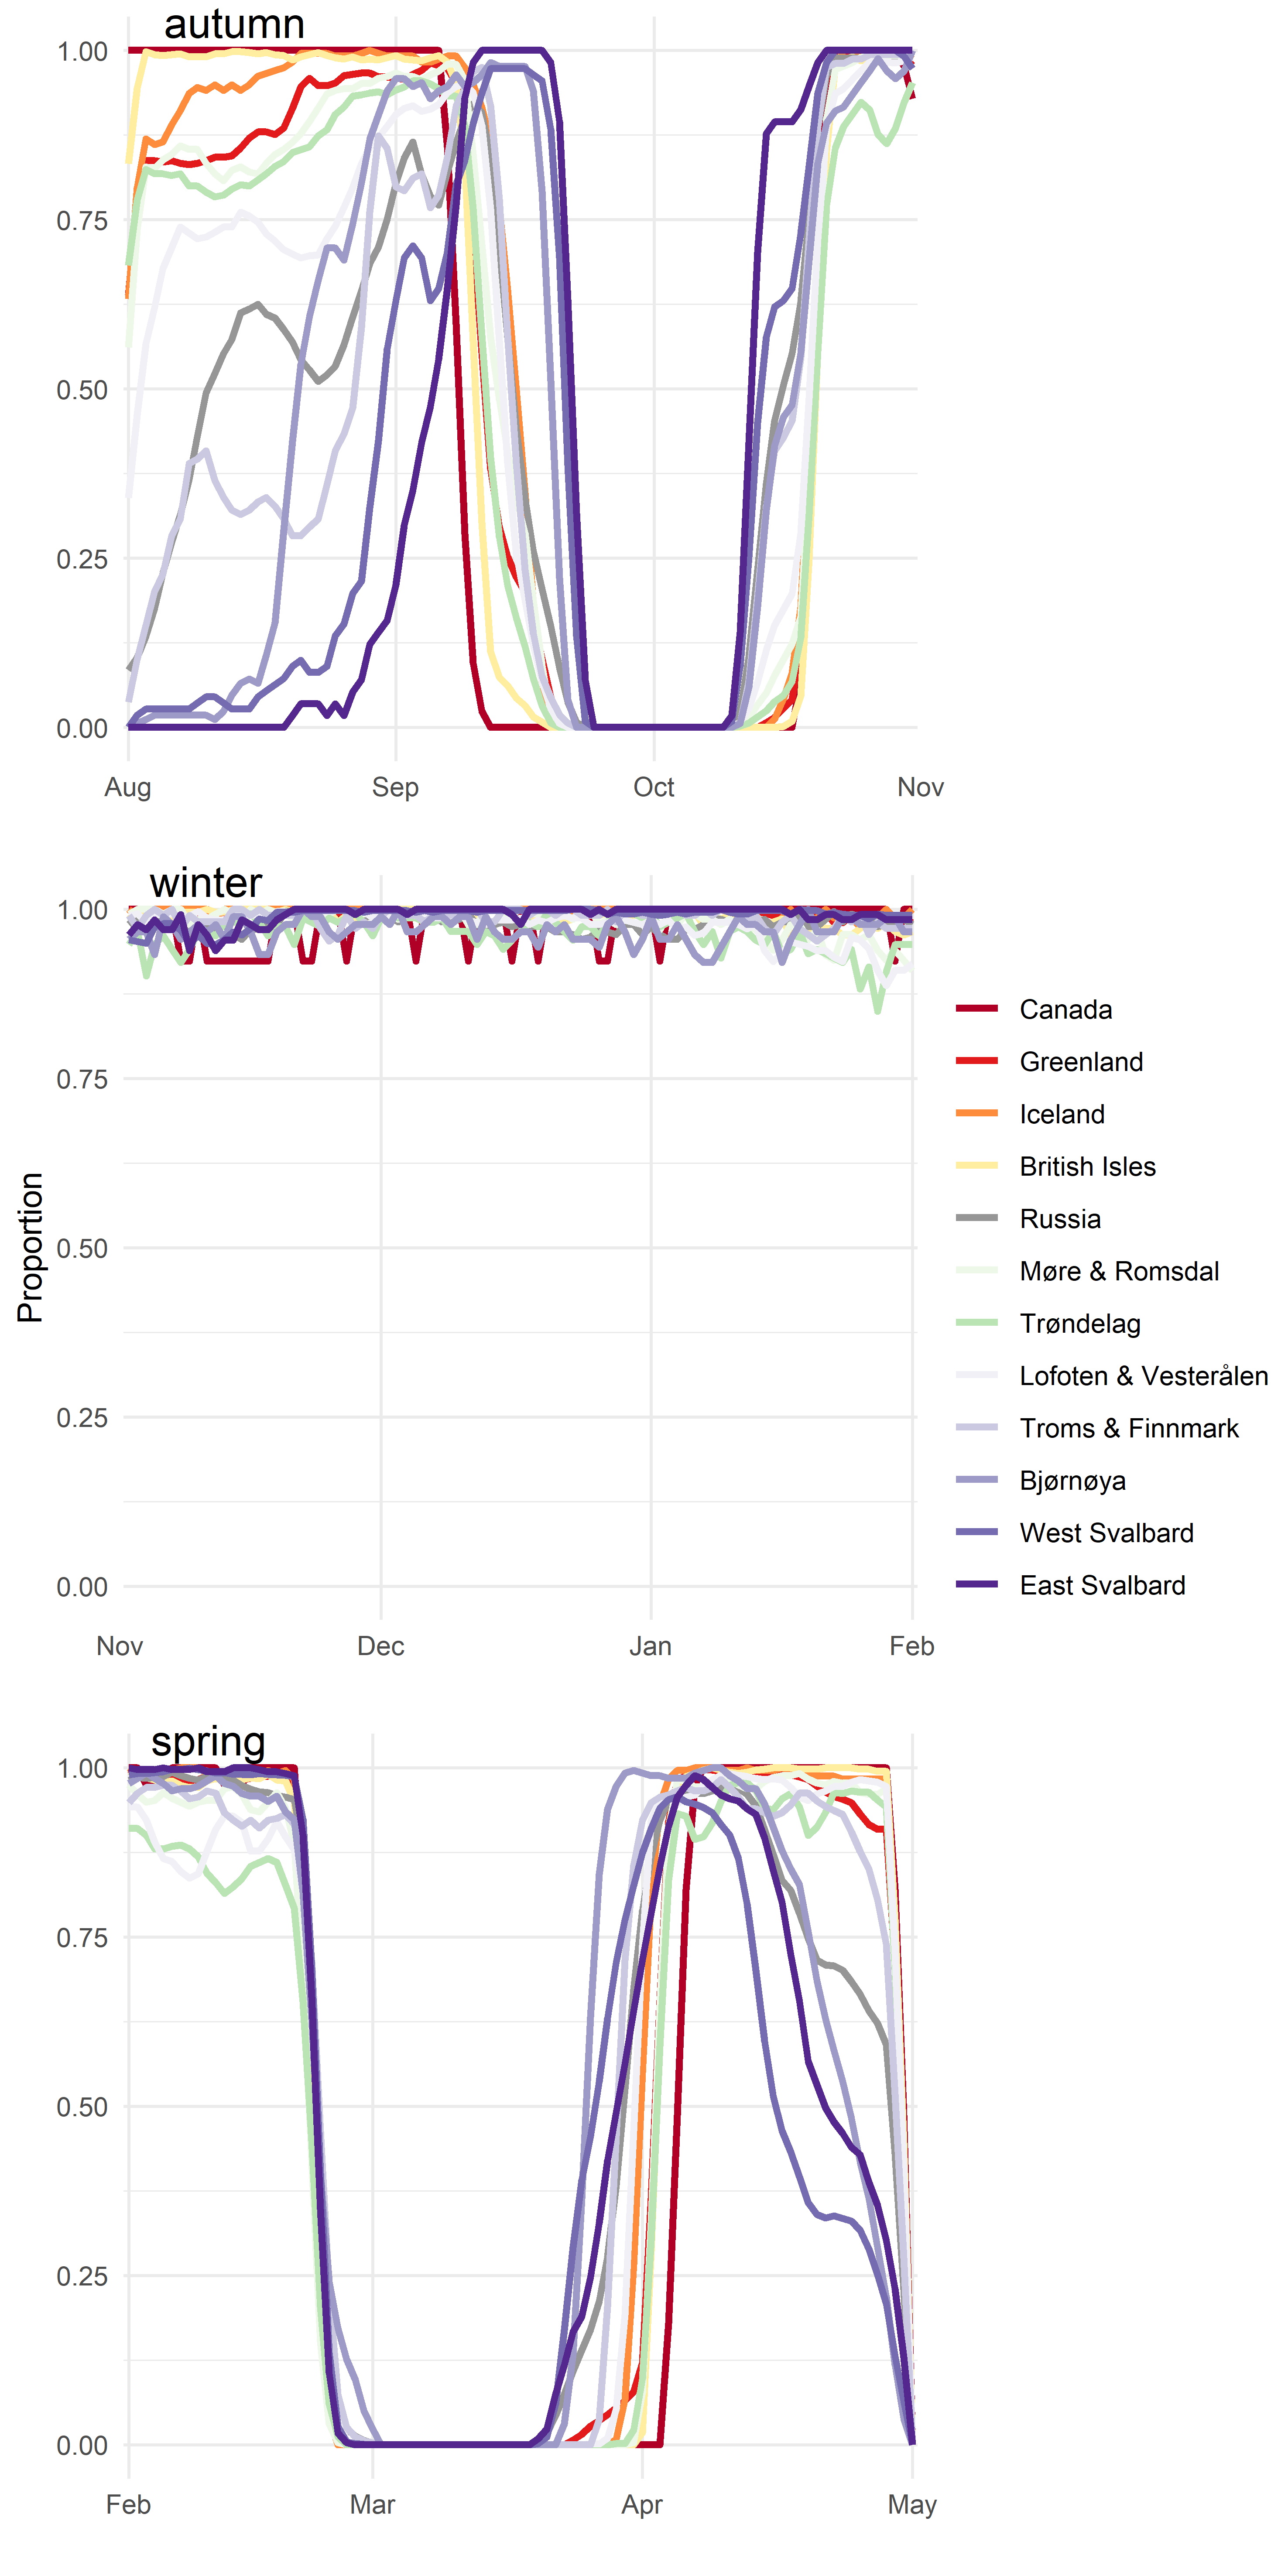 autumn
1.00
0.75
0.50
0.25
0.00
Aug Sep Oct Nov
winter
1.00
0.75
0.50
0.25
0.00
Nov Dec Jan Feb
Proportion
Canada
Greenland
Iceland
British Isles
Russia
Møre & Romsdal
Trøndelag
Lofoten & Vesterålen
Troms & Finnmark
Bjørnøya
West Svalbard
East Svalbard
spring
1.00
0.75
0.50
0.25
0.00
Feb Mar Apr May